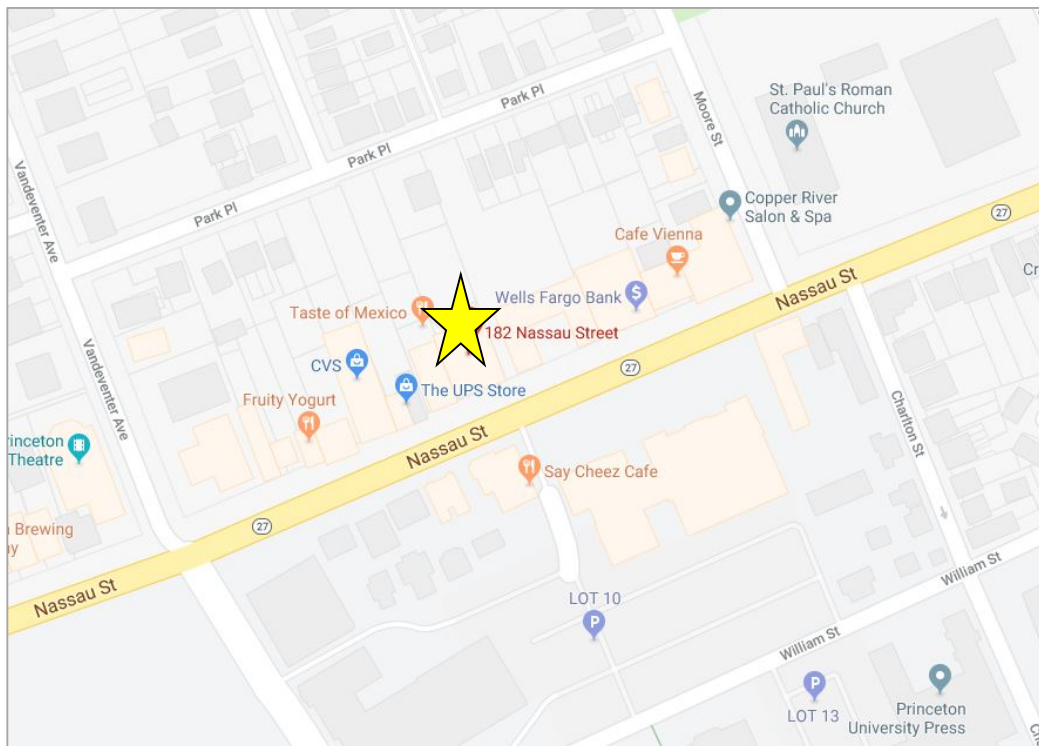 Park Pl
Moore St
St. Paul's Roman
Catholic Church
Park Pl
Vandeventer Ave
Park Pl
Copper River
Salon & Spa
27
Cafe Vienna
Nassau St
Wells Fargo Bank
Taste of Mexico
182 Nassau Street
CVS
27
The UPS Store
Vandeventer Ave
Fruity Yogurt
Charlton St
Nassau St
Theatre
Say Cheez Cafe
27
Brewing
William St
Nassau St
LOT 10
P
William St
P
LOT 13
Princeton
University Press